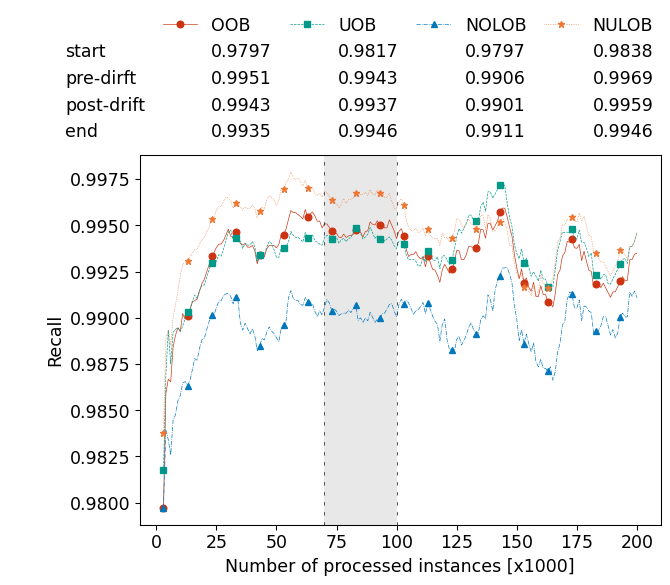 OOB UOB NOLOB NULOB
start 0.9797 0.9817 0.9797 0.9838
pre-dirft 0.9951 0.9943 0.9906 0.9969
post-drift 0.9943 0.9937 0.9901 0.9959
end 0.9935 0.9946 0.9911 0.9946
0.9975
0.9950
0.9925
0.9900
0.9875
0.9850
0.9825
0.9800
Recall
0 25 50 75 100 125 150 175 200
Number of processed instances [x1000]